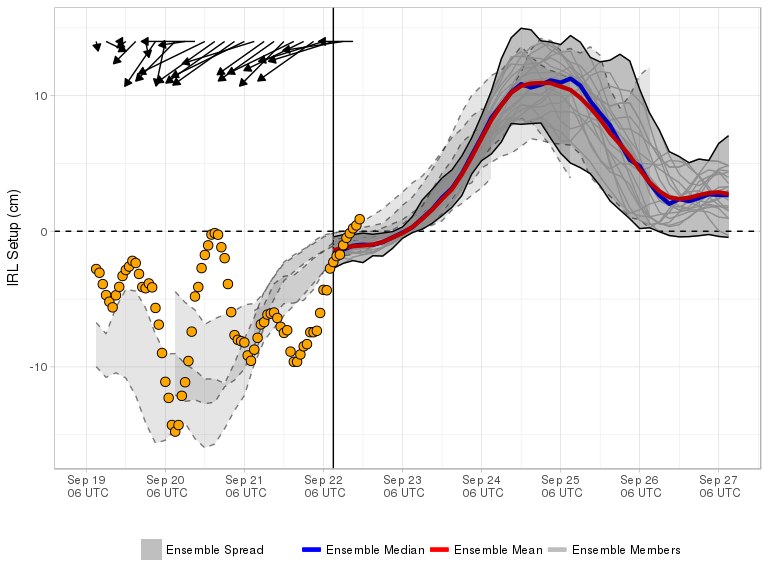 IRL Setup (cm)
10
0
-10
Sep 19 Sep 20 Sep 21 Sep 22 Sep 23 Sep 24 Sep 25 Sep 26 Sep 27
06 UTC 06 UTC 06 UTC 06 UTC 06 UTC 06 UTC 06 UTC 06 UTC 06 UTC
Ensemble Spread Ensemble Median Ensemble Mean Ensemble Members